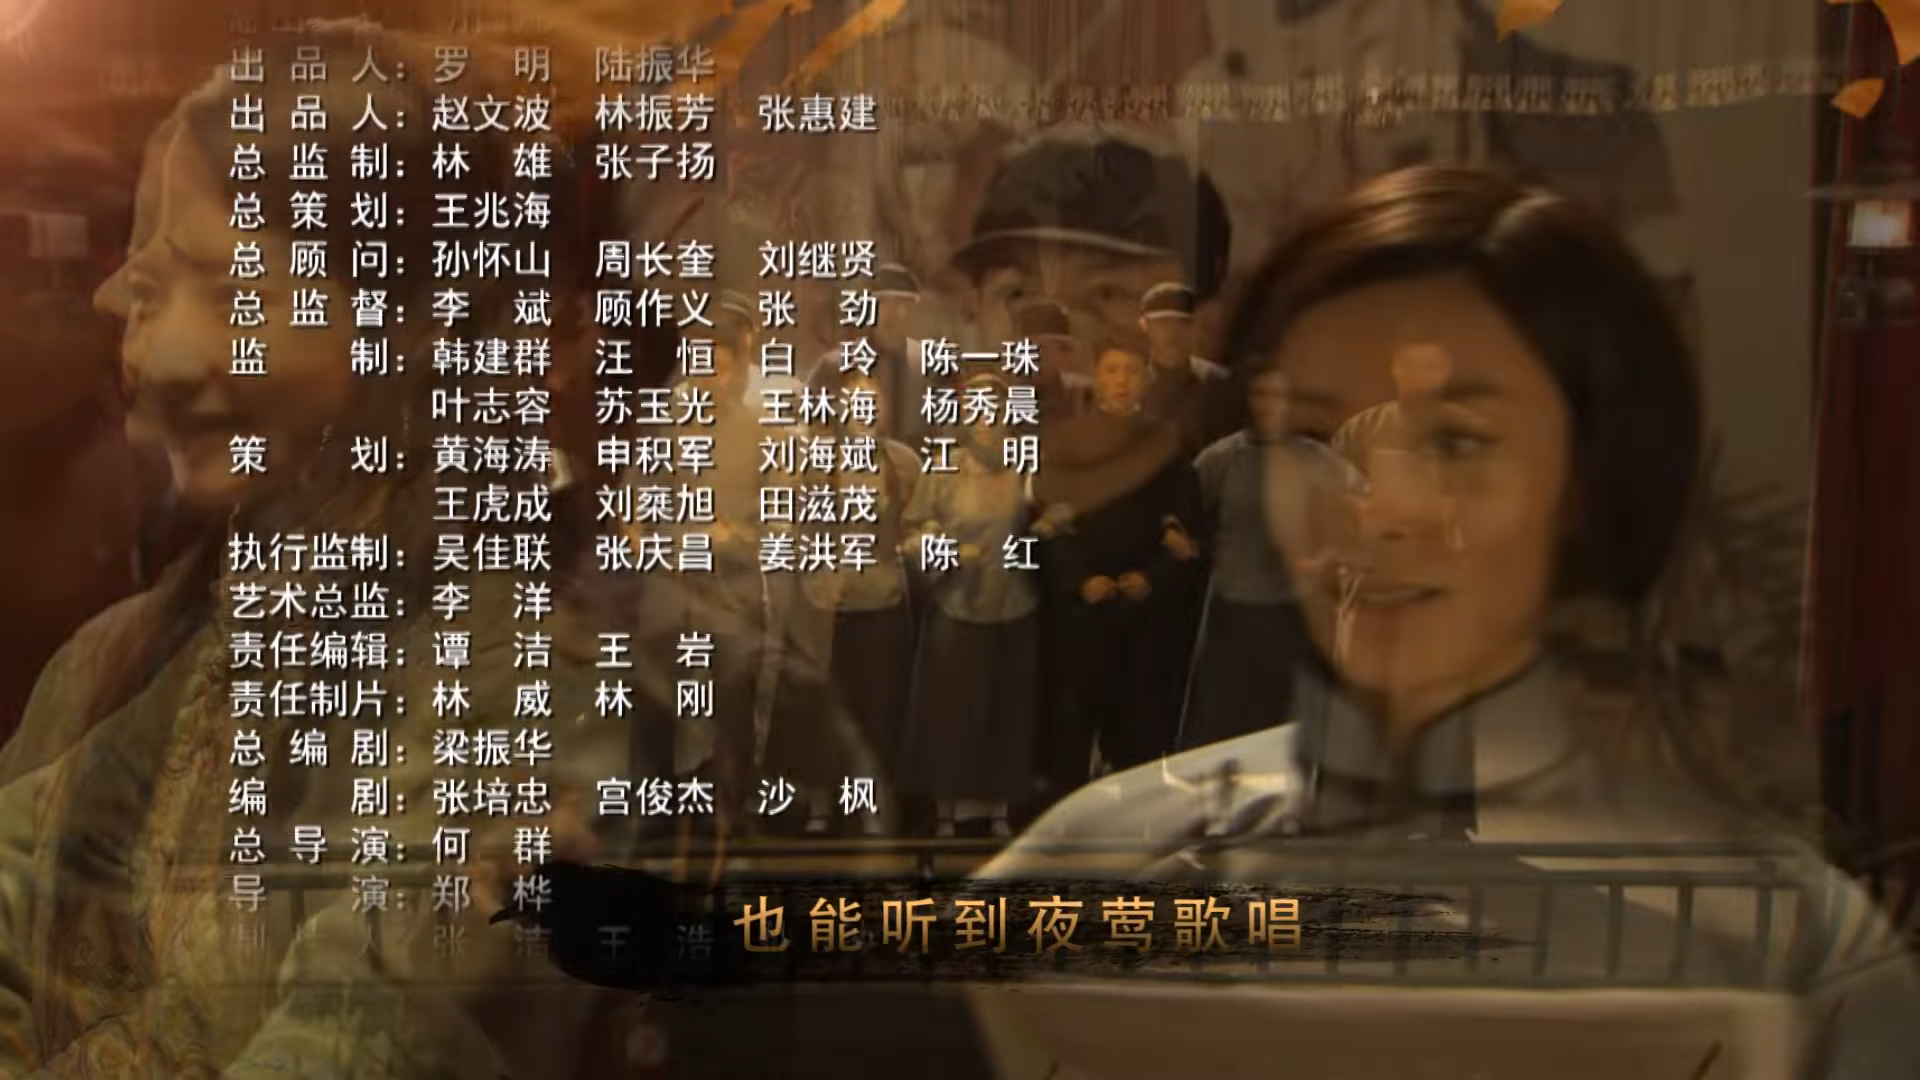 出品人：罗明 陆振华
出品人：赵文波 林振芳 张惠建
总监制：林雄 张子扬
总策划：王兆海
总顾问：孙怀山 周长奎 刘继贤
总监督：李斌 顾作义 张劲
监制：韩建群 汪恒 白玲 陈一珠
叶志容 苏玉光 王林海 杨秀晨
策划：黄海涛 申积军 刘海斌 江明
王虎成 刘蕀旭 田滋茂
执行监制：吴佳联 张庆昌 姜洪军 陈红
艺术总监：李洋
责任编辑：谭洁 王岩
责任制片：林威 林刚
总编剧：梁振华
编剧：张培忠 宫俊杰 沙枫
总导演：何群
导演：郑桦
制片人：张洁 王浩
也能听到夜莺歌唱